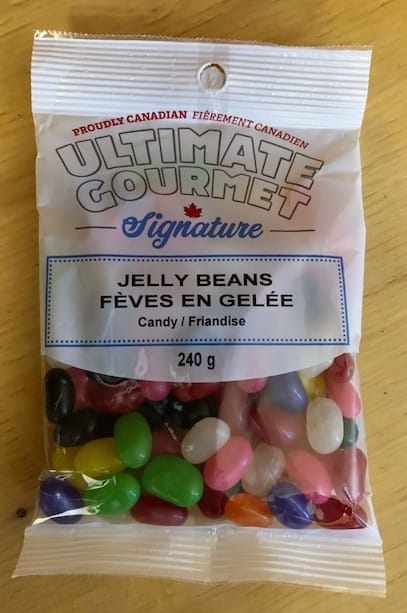 PROUDLY CANADIAN FIÈREMENT CANADIEN
ULTIMATE
GOURMET
Signature
JELLY BEANS
FÈVES EN GELÉE
Candy / Friandise
240 g